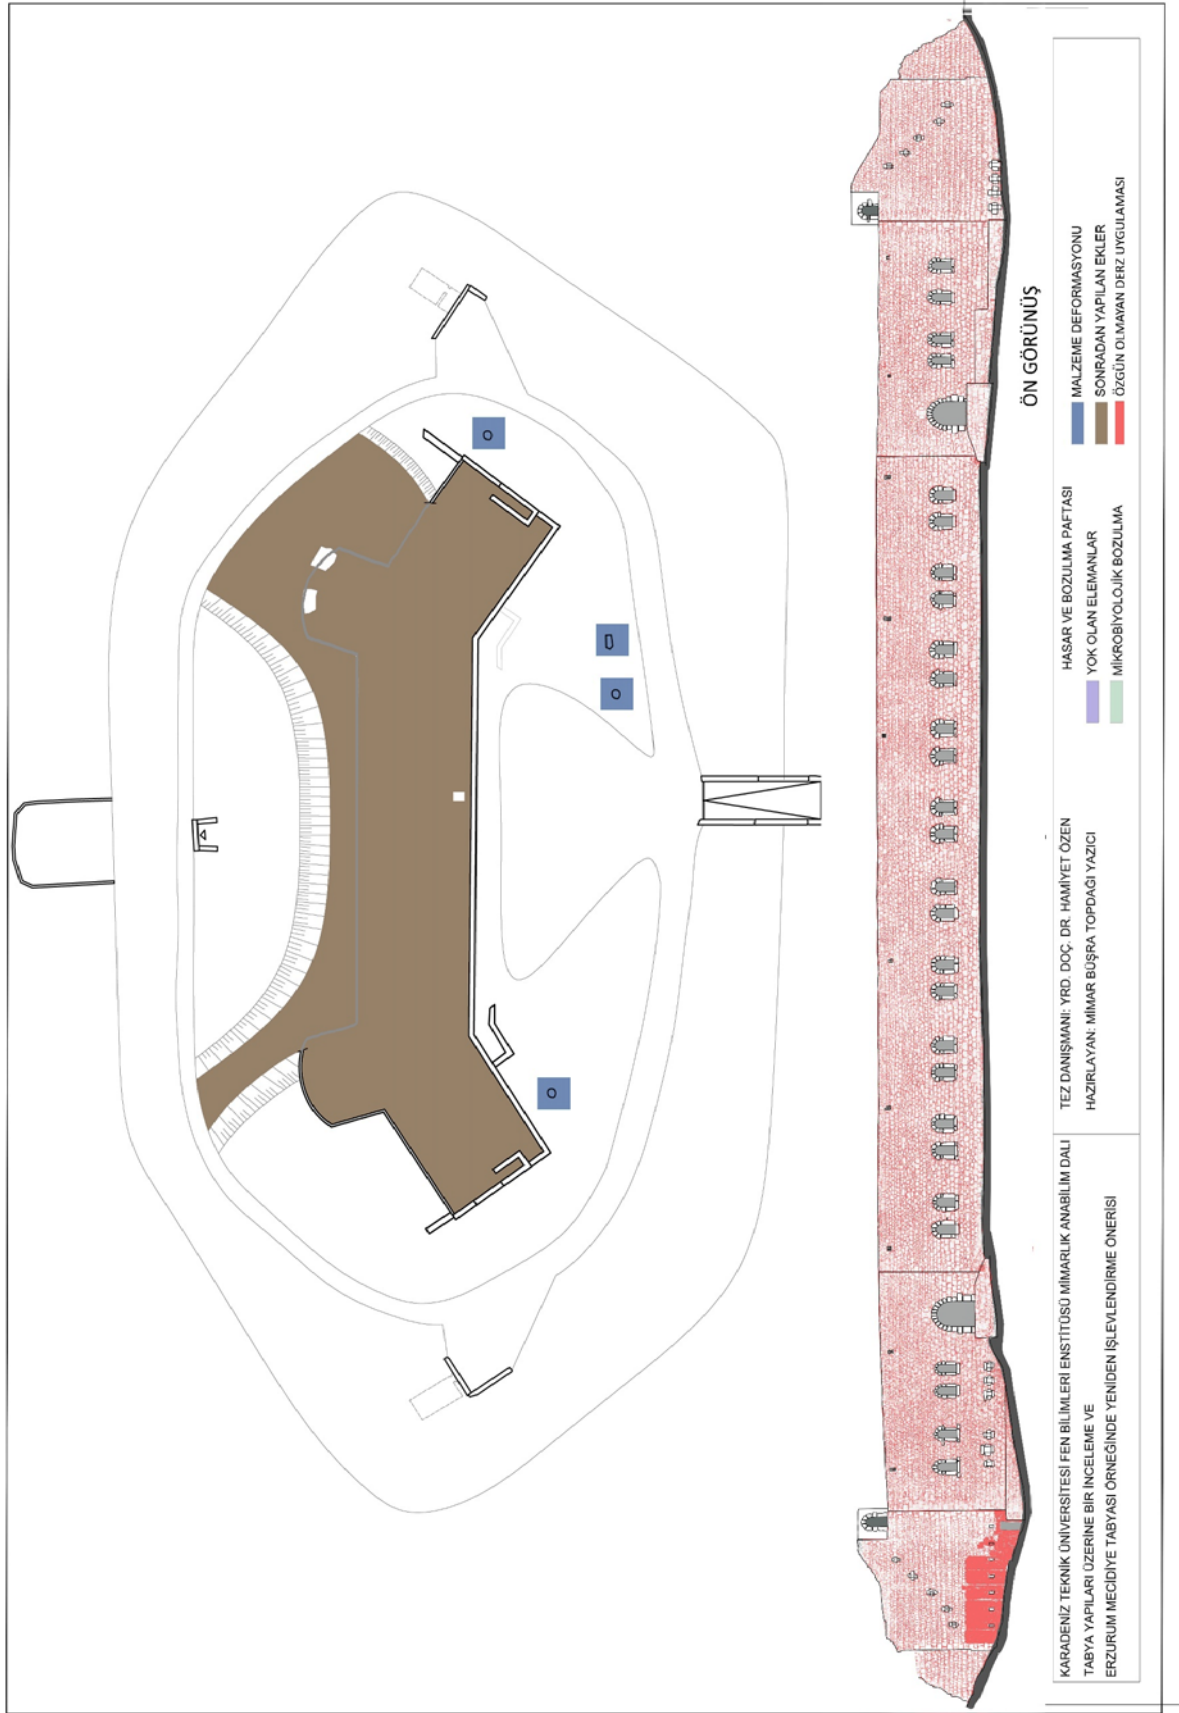 ÖN GÖRÜNÜŞ
KARADENİZ TEKNİK ÜNİVERSİTESİ FEN BİLİMLERİ ENSTİTÜSÜ MİMARLIK ANABİLİM DALI
TABYA YAPILARI ÜZERİNE BİR İNCELEME VE
ERZURUM MECİDİYE TABYASI ÖRNEĞİNDE YENİDEN İŞLEVLENDİRME ÖNERİSİ
TEZ DANIŞMANI: YRD. DOÇ. DR. HAMİYET ÖZEN
HAZIRLAYAN: MİMAR BÜŞRA TOPDAĞI YAZICI
HASAR VE BOZULMA PAFTASI
YOK OLAN ELEMANLAR
MİKROBİYOLOJİK BOZULMA
MALZEME DEFORMASYONU
SONRADAN YAPILAN EKLER
ÖZGÜN OLMAYAN DERZ UYGULAMASI